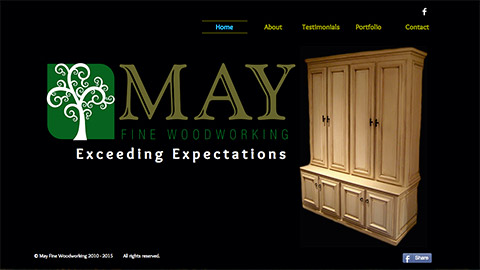 Home About Testimonials Portfolio Contact
MAY
FINE WOODWORKING
Exceeding Expectations
© May Fine Woodworking 2010 - 2015 All rights reserved.
Share